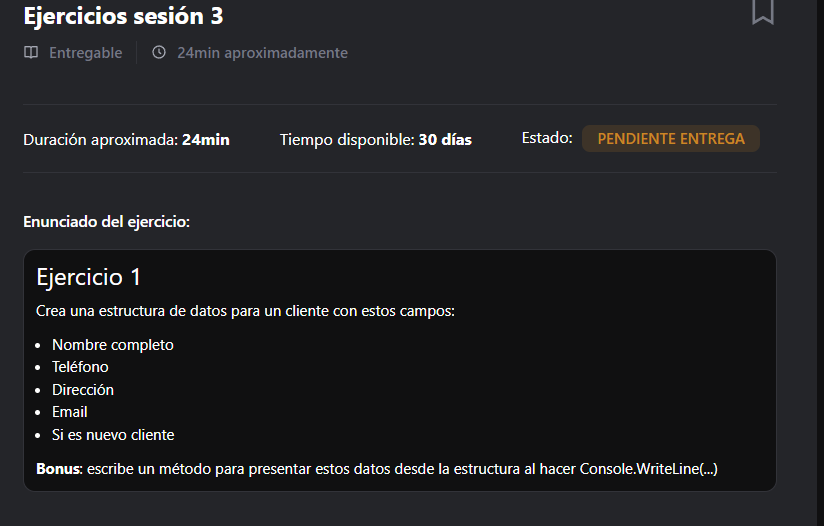 Ejercicios sesión 3
Entregable
24min aproximadamente
Duración aproximada: 24min
Tiempo disponible: 30 días
Estado:
PENDIENTE ENTREGA
Enunciado del ejercicio:
Ejercicio 1
Crea una estructura de datos para un cliente con estos campos:
Nombre completo
Teléfono
Dirección
Email
Si es nuevo cliente
Bonus: escribe un método para presentar estos datos desde la estructura al hacer Console.WriteLine(...)